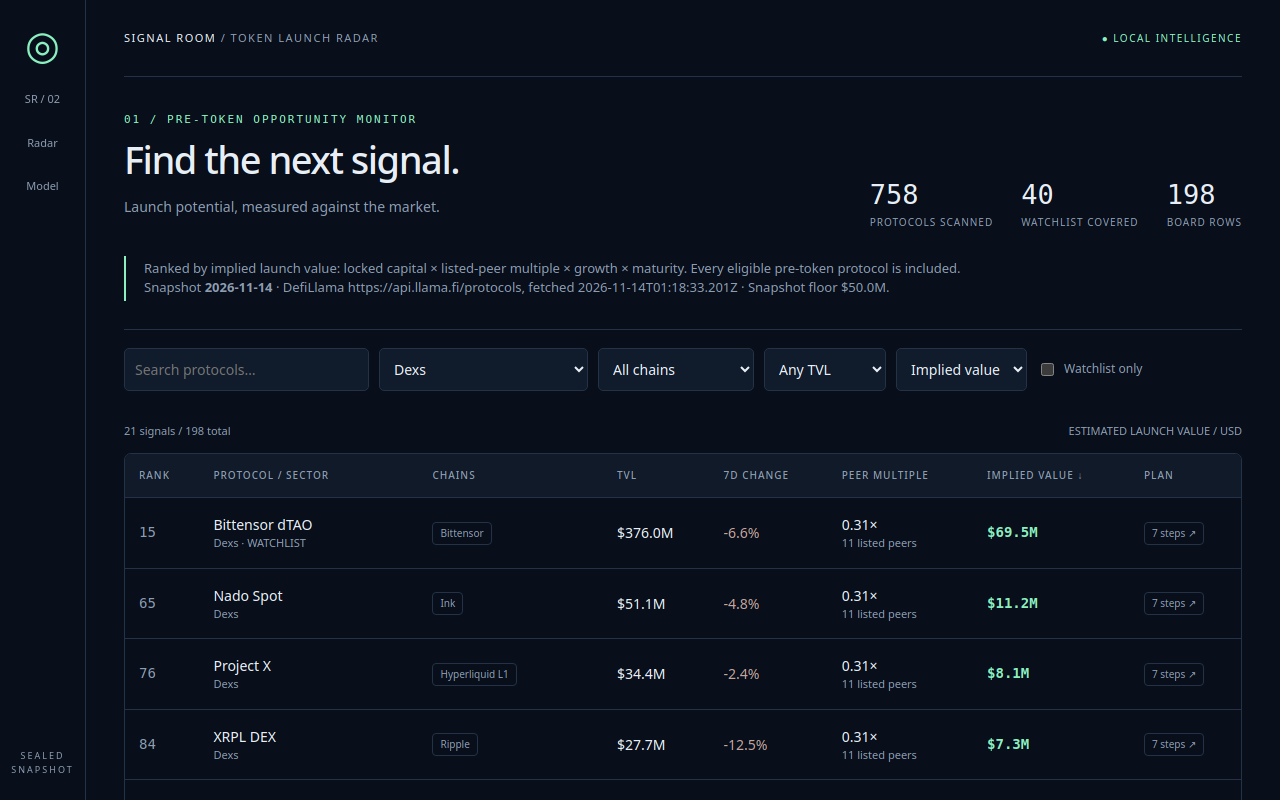 SIGNAL ROOM / TOKEN LAUNCH RADAR
● LOCAL INTELLIGENCE
SR / 02
Radar
Model
SEALED
SNAPSHOT
01 / PRE-TOKEN OPPORTUNITY MONITOR
Find the next signal.
Launch potential, measured against the market.
758
PROTOCOLS SCANNED
40
WATCHLIST COVERED
198
BOARD ROWS
Ranked by implied launch value: locked capital × listed-peer multiple × growth × maturity. Every eligible pre-token protocol is included.
Snapshot 2026-11-14 · DefiLlama https://api.llama.fi/protocols, fetched 2026-11-14T01:18:33.201Z · Snapshot floor $50.0M.
Search protocols... Dexs All chains Any TVL Implied value Watchlist only
21 signals / 198 total
ESTIMATED LAUNCH VALUE / USD
RANK PROTOCOL / SECTOR CHAINS TVL 7D CHANGE PEER MULTIPLE IMPLIED VALUE ↓ PLAN
15 Bittensor dTAO Bittensor $376.0M -6.6% 0.31× $69.5M 7 steps ↗
Dexs · WATCHLIST 11 listed peers
65 Nado Spot Ink $51.1M -4.8% 0.31× $11.2M 7 steps ↗
Dexs 11 listed peers
76 Project X Hyperliquid L1 $34.4M -2.4% 0.31× $8.1M 7 steps ↗
Dexs 11 listed peers
84 XRPL DEX Ripple $27.7M -12.5% 0.31× $7.3M 7 steps ↗
Dexs 11 listed peers